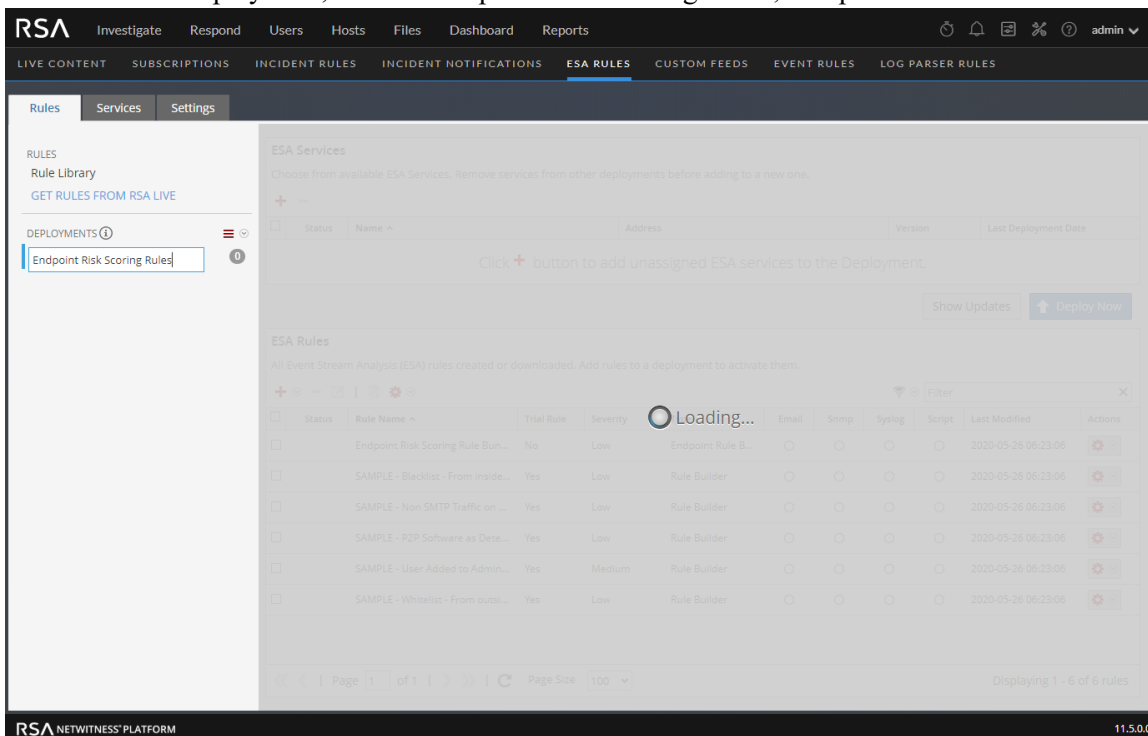 RSA Investigate Respond Users Hosts Files Dashboard Reports admin
LIVE CONTENT SUBSCRIPTIONS INCIDENT RULES INCIDENT NOTIFICATIONS ESA RULES CUSTOM FEEDS EVENT RULES LOG PARSER RULES
Rules Services Settings
RULES
Rule Library
GET RULES FROM RSA LIVE
DEPLOYMENTS
Endpoint Risk Scoring Rules 0
ESA Services
Choose from available ESA Services. Remove services from other deployments before adding to a new one.
Status Name Address Version Last Deployment Date
Click + button to add unassigned ESA services to the Deployment.
Show Updates Deploy Now
ESA Rules
All Event Stream Analysis (ESA) rules created or downloaded. Add rules to a deployment to activate them.
Filter
Status Rule Name Trial Rule Severity Email Snmp Syslog Script Last Modified Actions
Loading...
Endpoint Risk Scoring Rule Bun... No Low Endpoint Rule B... 2020-05-26 06:23:06
SAMPLE - Blacklist - From inside... Yes Low Rule Builder 2020-05-26 06:23:06
SAMPLE - Non SMTP Traffic on ... Yes Low Rule Builder 2020-05-26 06:23:06
SAMPLE - P2P Software as Dete... Yes Low Rule Builder 2020-05-26 06:23:06
SAMPLE - User Added to Admin... Yes Medium Rule Builder 2020-05-26 06:23:06
SAMPLE - Whitelist - From outsi... Yes Low Rule Builder 2020-05-26 06:23:06
Page 1 of 1 Page Size 100 Displaying 1 - 6 of 6 rules
RSA NETWITNESS® PLATFORM 11.5.0.0